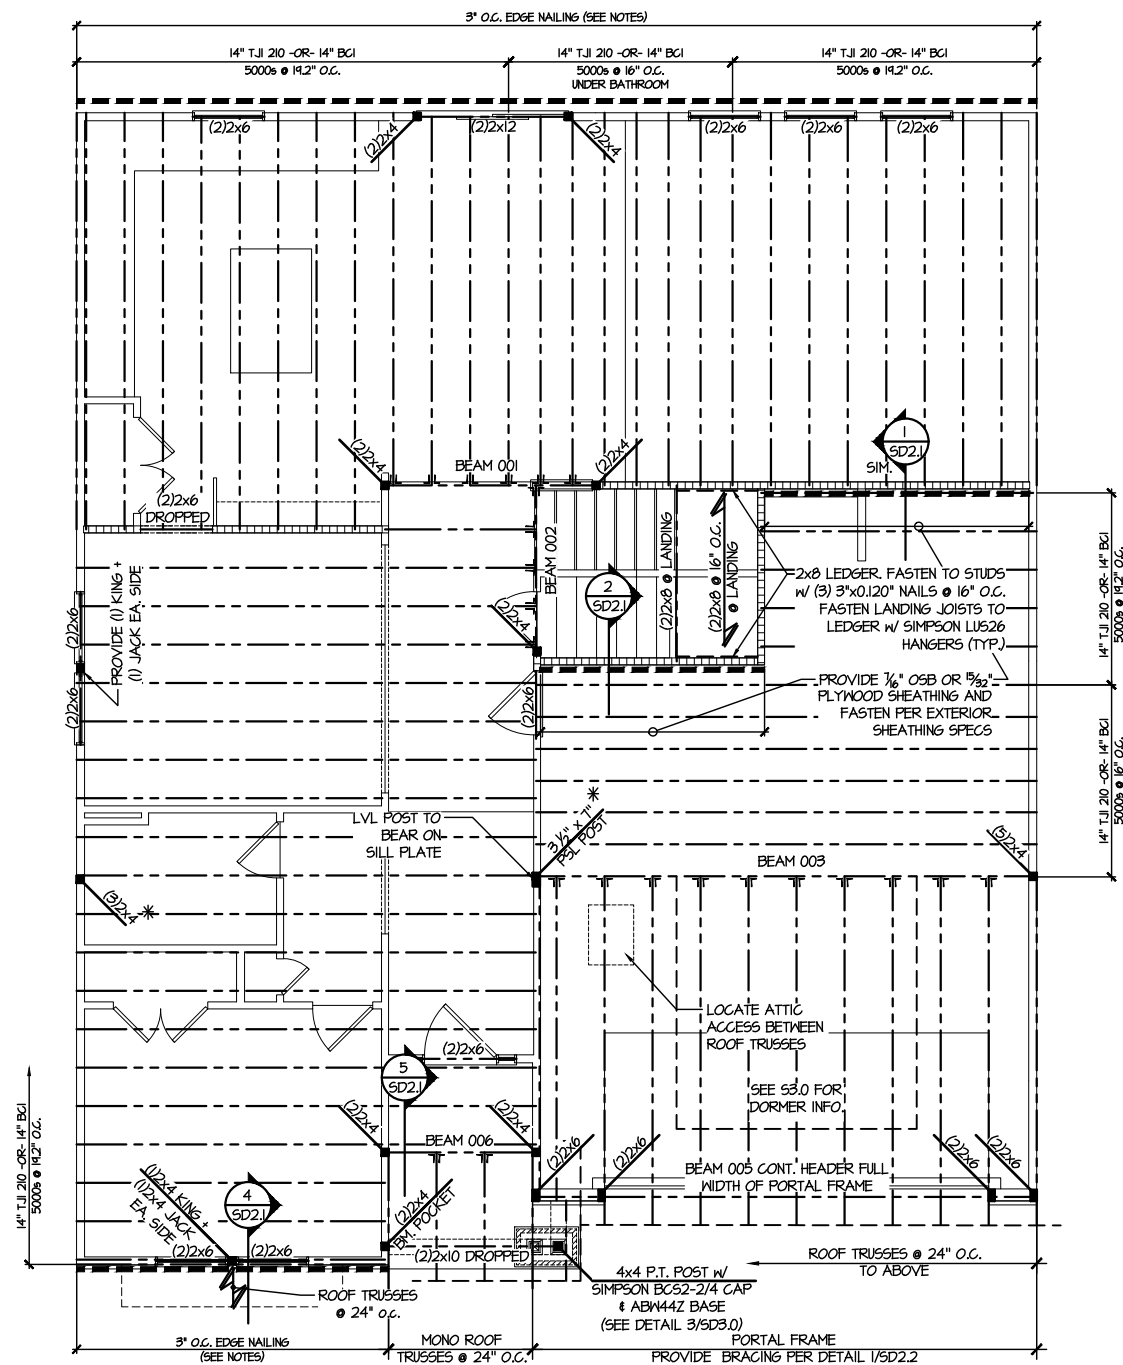 3" O.C. EDGE NAILING (SEE NOTES)
14" TJI 210 -OR- 14" BCI
5000s @ 19.2" O.C.
14" TJI 210 -OR- 14" BCI
5000s @ 16" O.C.
UNDER BATHROOM
14" TJI 210 -OR- 14" BCI
5000s @ 19.2" O.C.
(2)2x6
(2)2x12
(2)2x6
(2)2x6
(2)2x6
(2)2x4
(2)2x4
(2)2x4
BEAM 001
(2)2x4
1
SD2.1
SIM.
(2)2x6
DROPPED
BEAM 002
(2)2x8 @ LANDING
(2)2x8 @ 16" O.C.
@ LANDING
2
SD2.1
(2)2x4
2x8 LEDGER. FASTEN TO STUDS
w/ (3) 3"x0.120" NAILS @ 16" O.C.
FASTEN LANDING JOISTS TO
LEDGER w/ SIMPSON LUS26
HANGERS (TYP.)
14" TJI 210 -OR- 14" BCI
5000s @ 19.2" O.C.
(2)2x6
PROVIDE (1) KING +
(1) JACK EA. SIDE
(2)2x6
(2)2x6
PROVIDE 7/16" OSB OR 15/32"
PLYWOOD SHEATHING AND
FASTEN PER EXTERIOR
SHEATHING SPECS
14" TJI 210 -OR- 14" BCI
5000s @ 16" O.C.
LVL POST TO
BEAR ON
SILL PLATE
3 1/2" x 7" *
PSL POST
BEAM 003
(5)2x4
(3)2x4 *
LOCATE ATTIC
ACCESS BETWEEN
ROOF TRUSSES
(2)2x6
5
SD2.1
SEE S3.0 FOR
DORMER INFO.
14" TJI 210 -OR- 14" BCI
5000s @ 19.2" O.C.
(2)2x4
(2)2x4
BEAM 006
(2)2x6
(2)2x6
(2)2x6
(2)2x6
BEAM 005 CONT. HEADER FULL
WIDTH OF PORTAL FRAME
(1)2x4 KING +
(1)2x4 JACK
EA. SIDE
4
SD2.1
(2)2x4
BM. POCKET
(2)2x6
(2)2x6
(2)2x10 DROPPED
ROOF TRUSSES @ 24" O.C.
TO ABOVE
4x4 P.T. POST w/
SIMPSON BCS2-2/4 CAP
& ABW44Z BASE
(SEE DETAIL 3/SD3.0)
ROOF TRUSSES
@ 24" o.c.
3" O.C. EDGE NAILING
(SEE NOTES)
MONO ROOF
TRUSSES @ 24" O.C.
PORTAL FRAME
PROVIDE BRACING PER DETAIL 1/SD2.2